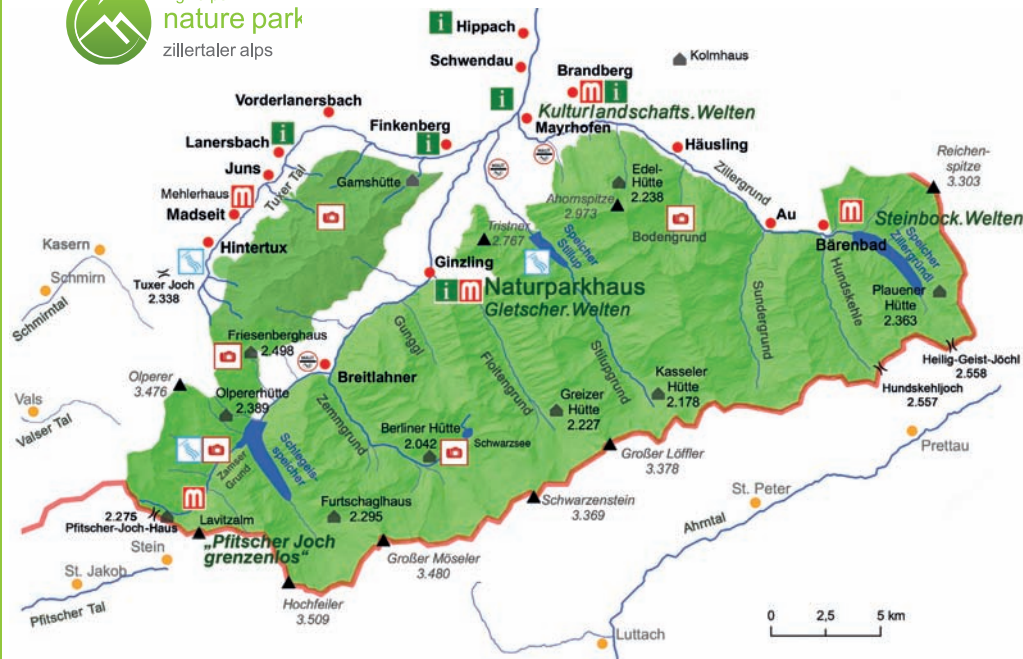 nature park
zillertaler alps
Hippach
Schwendau
Brandberg
Kolmhaus
Vorderlanersbach
Kulturlandschafts.Welten
Finkenberg
Mayrhofen
Lanersbach
Häusling
Juns
Tuxer Tal
Gamshütte
Edel-
Hütte
2.238
Zillergrund
Reichen-
spitze
3.303
Mehlerhaus
Madseit
Ahornspitze
2.973
Tristner
2.767
Speicher
Stillup
Bodengrund
Au
Steinbock.Welten
Bärenbad
Speicher
Zillergründl
Kasern
Hintertux
Schmirn
Tuxer Joch
2.338
Schmirntal
Ginzling
Naturparkhaus
Gletscher.Welten
Plauener
Hütte
2.363
Hundskehle
Sundergrund
Gunggl
Floitengrund
Stilupgrund
Friesenberghaus
2.498
Breitlahner
Heilig-Geist-Jöchl
2.558
Hundskehljoch
2.557
Olperer
3.476
Olpererhütte
2.389
Kasseler
Hütte
2.178
Greizer
Hütte
2.227
Vals
Valser Tal
Zemmgrund
Berliner Hütte
2.042
Schwarzsee
Schlegeis-
speicher
Zamser
Grund
Großer Löffler
3.378
Prettau
St. Peter
Ahrntal
Schwarzenstein
3.369
Furtschaglhaus
2.295
2.275
Pfitscher-Joch-Haus
Lavitzalm
„Pfitscher Joch
grenzenlos“
Großer Möseler
3.480
Stein
St. Jakob
Pfitscher Tal
Hochfeiler
3.509
Luttach
0 2,5 5 km